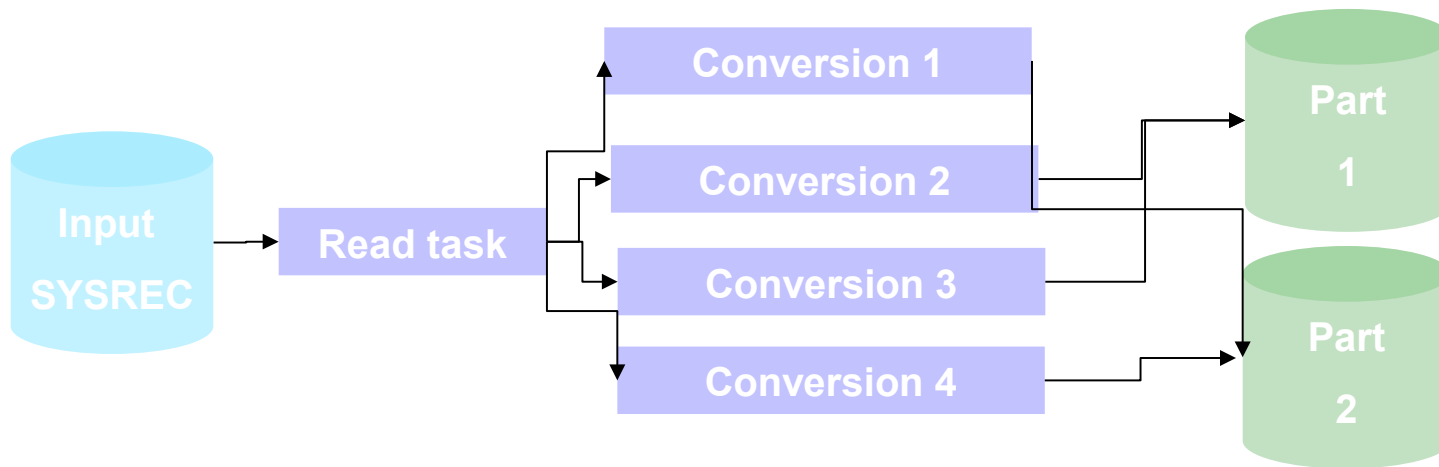 Input
SYSREC
Read task
Conversion 1
Conversion 2
Conversion 3
Conversion 4
Part
1
Part
2